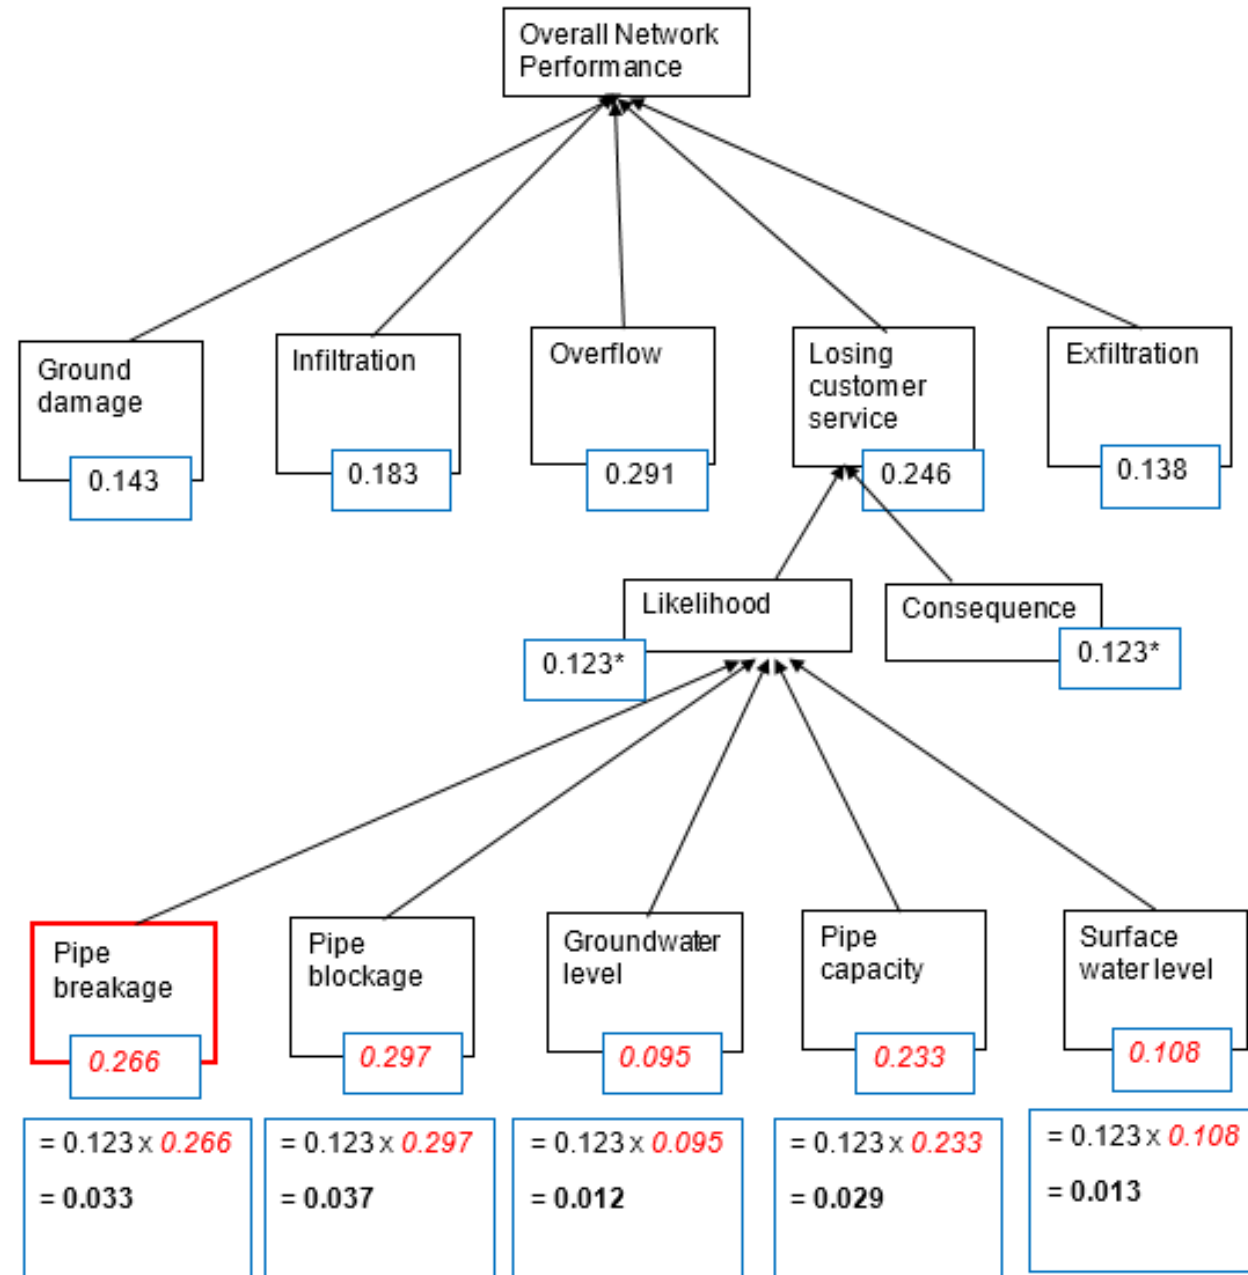 Overall Network
Performance
Ground
damage
0.143
Infiltration
0.183
Overflow
0.291
Losing
customer
service
0.246
Exfiltration
0.138
Likelihood
0.123*
Consequence
0.123*
Pipe
breakage
0.266
Pipe
blockage
0.297
Groundwater
level
0.095
Pipe
capacity
0.233
Surface
water level
0.108
= 0.123 x 0.266
= 0.033
= 0.123 x 0.297
= 0.037
= 0.123 x 0.095
= 0.012
= 0.123 x 0.233
= 0.029
= 0.123 x 0.108
= 0.013